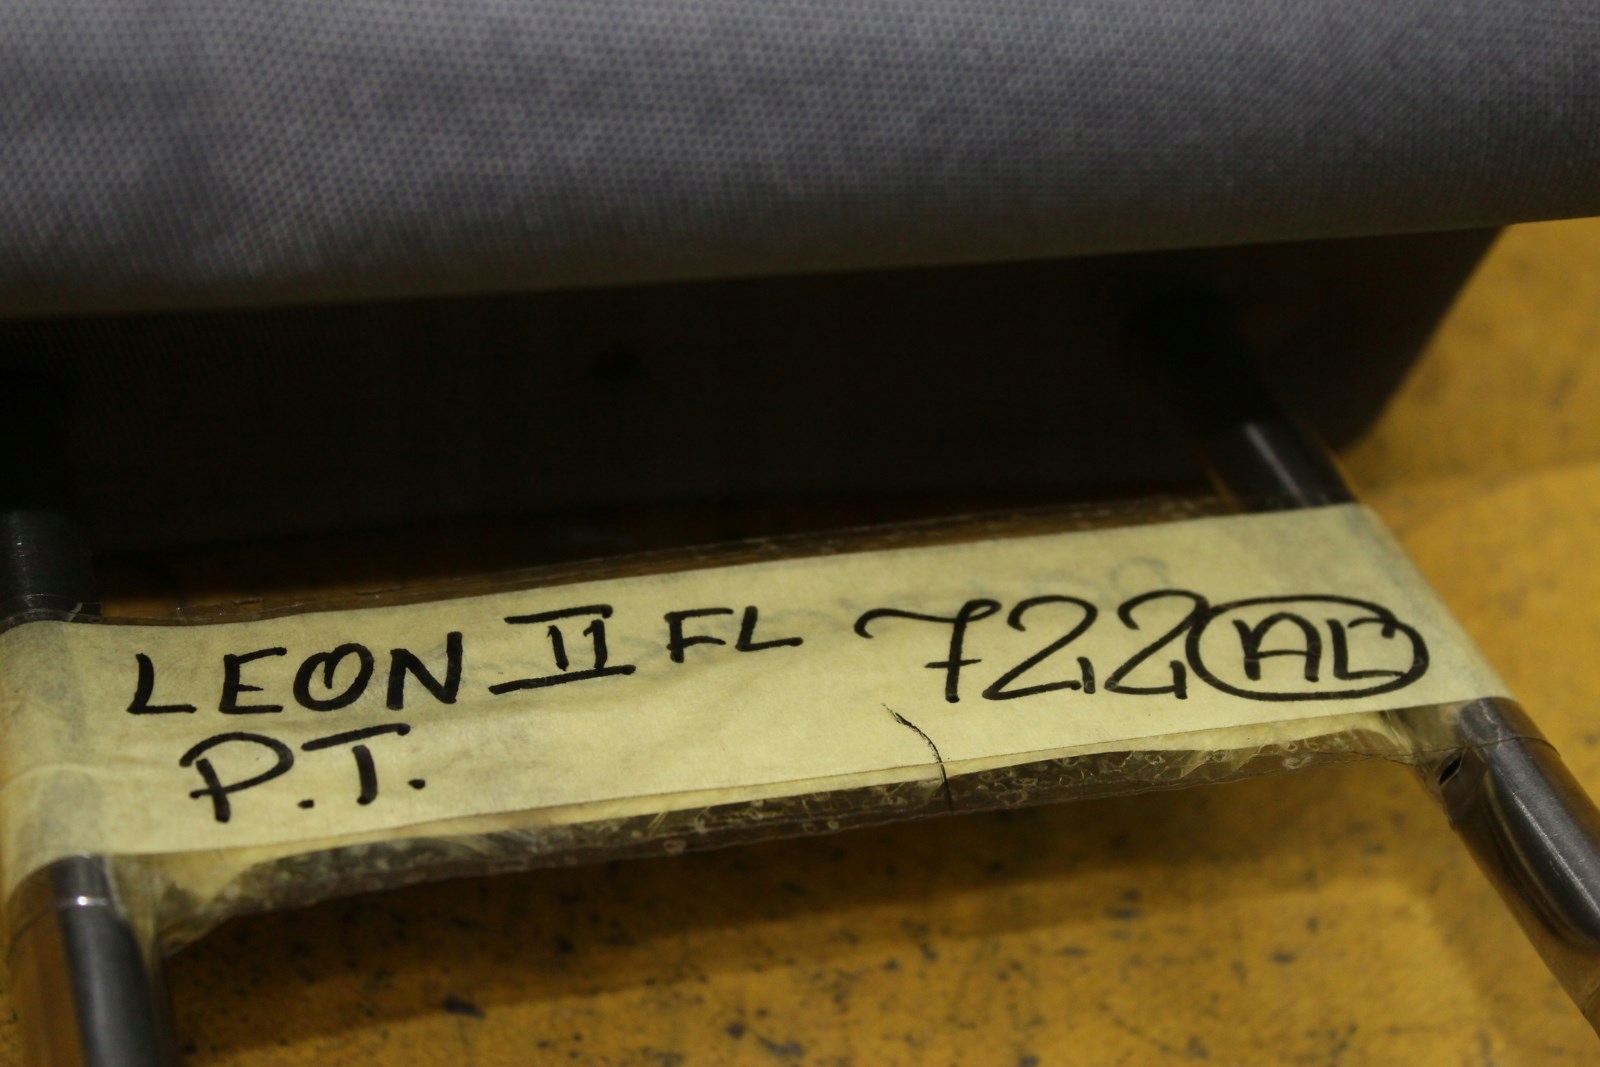 LEON II FL 722 AL
P.T.